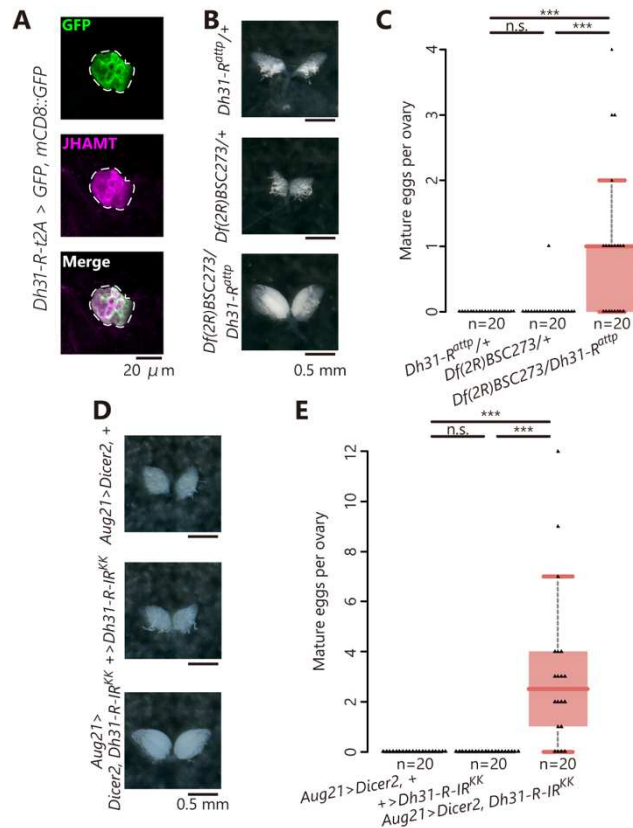 A
Dh31-R-t2A > GFP, mCD8::GFP
GFP
JHAMT
Merge
20 μm
B
Dh31-R^attp/+
Df(2R)BSC273/+
Df(2R)BSC273/
Dh31-R^attp
0.5 mm
C
***
n.s.
***
Mature eggs per ovary
4
3
2
1
0
n=20
n=20
n=20
Dh31-R^attp/+
Df(2R)BSC273/+
Df(2R)BSC273/Dh31-R^attp
D
Aug21>Dicer2, +
+>Dh31-R-IR^KK
Aug21>
Dicer2, Dh31-R-IR^KK
0.5 mm
E
***
n.s.
***
Mature eggs per ovary
12
10
8
6
4
2
0
n=20
n=20
n=20
Aug21>Dicer2, +
+>Dh31-R-IR^KK
Aug21>Dicer2, Dh31-R-IR^KK